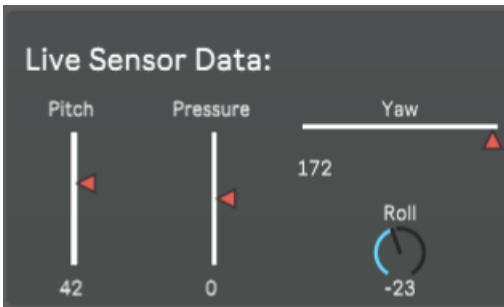 Live Sensor Data:
Pitch Pressure Yaw
172
Roll
42 0 -23